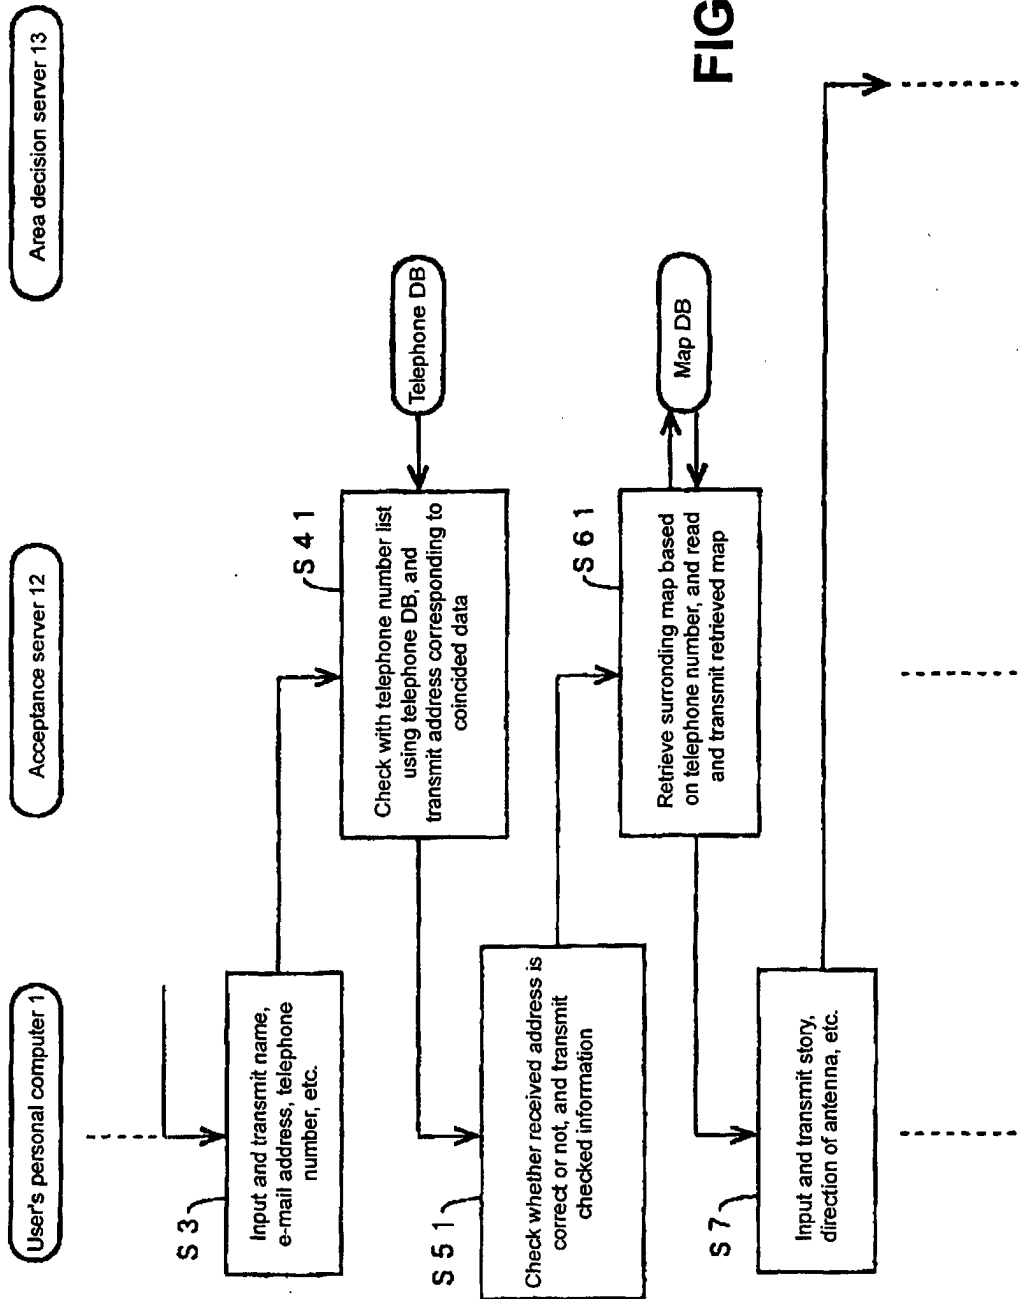 User's personal computer 1
Acceptance server 12
Area decision server 13
S 3
Input and transmit name,
e-mail address, telephone
number, etc.
S 4 1
Check with telephone number list
using telephone DB, and
transmit address corresponding to
coincided data
Telephone DB
S 5 1
Check whether received address is
correct or not, and transmit
checked information
S 6 1
Retrieve surronding map based
on telephone number, and read
and transmit retrieved map
Map DB
S 7
Input and transmit story,
direction of antenna, etc.
FIG